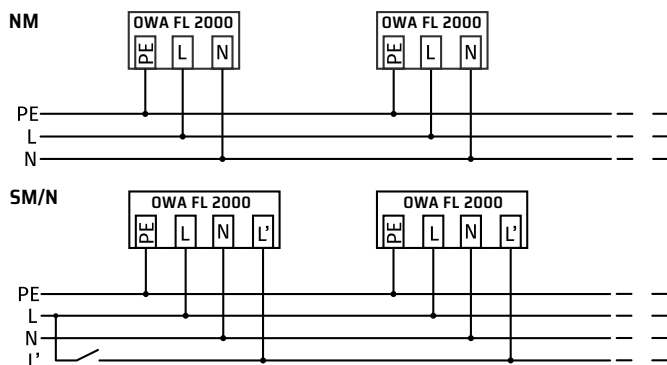 NM
OWA FL 2000 OWA FL 2000
PE L N PE L N
PE
L
N
SM/N
OWA FL 2000 OWA FL 2000
PE L N L' PE L N L'
PE
L
N
L'